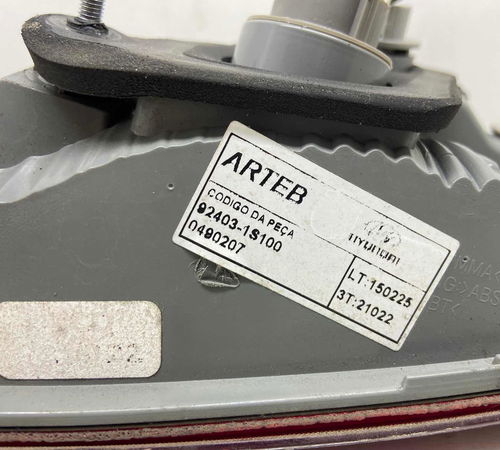 ARTEB
CODIGO DA PEÇA
92403-1S100
0490207
HYUNDAI
LT:150225
3T:21022